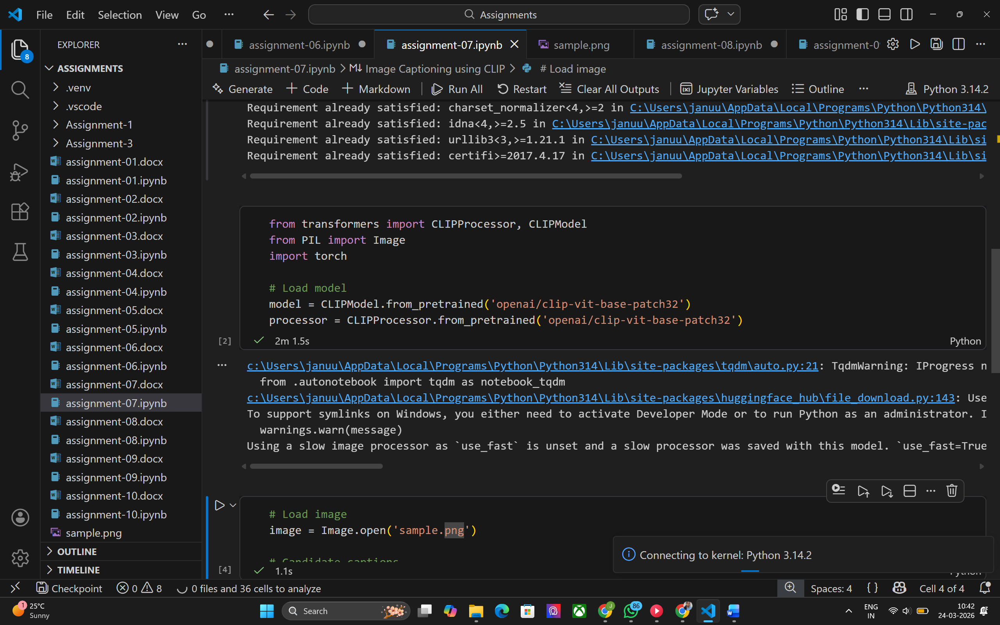 File Edit Selection View Go ··· Assignments
EXPLORER ···
ASSIGNMENTS
.venv
.vscode
Assignment-1
Assignment-3
assignment-01.docx
assignment-01.ipynb
assignment-02.docx
assignment-02.ipynb
assignment-03.docx
assignment-03.ipynb
assignment-04.docx
assignment-04.ipynb
assignment-05.docx
assignment-05.ipynb
assignment-06.docx
assignment-06.ipynb
assignment-07.docx
assignment-07.ipynb
assignment-08.docx
assignment-08.ipynb
assignment-09.docx
assignment-09.ipynb
assignment-10.docx
assignment-10.ipynb
sample.png
OUTLINE
TIMELINE
8
assignment-06.ipynb assignment-07.ipynb sample.png assignment-08.ipynb assignment-0
assignment-07.ipynb > M↓ Image Captioning using CLIP > # Load image
Generate + Code + Markdown | Run All Restart Clear All Outputs | Jupyter Variables Outline ··· Python 3.14.2
Requirement already satisfied: charset_normalizer<4,>=2 in C:\Users\januu\AppData\Local\Programs\Python\Python314\
Requirement already satisfied: idna<4,>=2.5 in C:\Users\januu\AppData\Local\Programs\Python\Python314\Lib\site-pac
Requirement already satisfied: urllib3<3,>=1.21.1 in C:\Users\januu\AppData\Local\Programs\Python\Python314\Lib\si
Requirement already satisfied: certifi>=2017.4.17 in C:\Users\januu\AppData\Local\Programs\Python\Python314\Lib\si
from transformers import CLIPProcessor, CLIPModel
from PIL import Image
import torch
# Load model
model = CLIPModel.from_pretrained('openai/clip-vit-base-patch32')
processor = CLIPProcessor.from_pretrained('openai/clip-vit-base-patch32')
[2] 2m 1.5s Python
c:\Users\januu\AppData\Local\Programs\Python\Python314\Lib\site-packages\tqdm\auto.py:21: TqdmWarning: IProgress n
from .autonotebook import tqdm as notebook_tqdm
c:\Users\januu\AppData\Local\Programs\Python\Python314\Lib\site-packages\huggingface_hub\file_download.py:143: Use
To support symlinks on Windows, you either need to activate Developer Mode or to run Python as an administrator. I
warnings.warn(message)
Using a slow image processor as `use_fast` is unset and a slow processor was saved with this model. `use_fast=True
# Load image
image = Image.open('sample.png')
# Candidate captions
[4] 1.1s Python
Connecting to kernel: Python 3.14.2
Checkpoint 0 8 0 files and 36 cells to analyze Spaces: 4 { } Cell 4 of 4
1 25°C
Sunny
Search
J
86
ENG
IN
10:42
24-03-2026